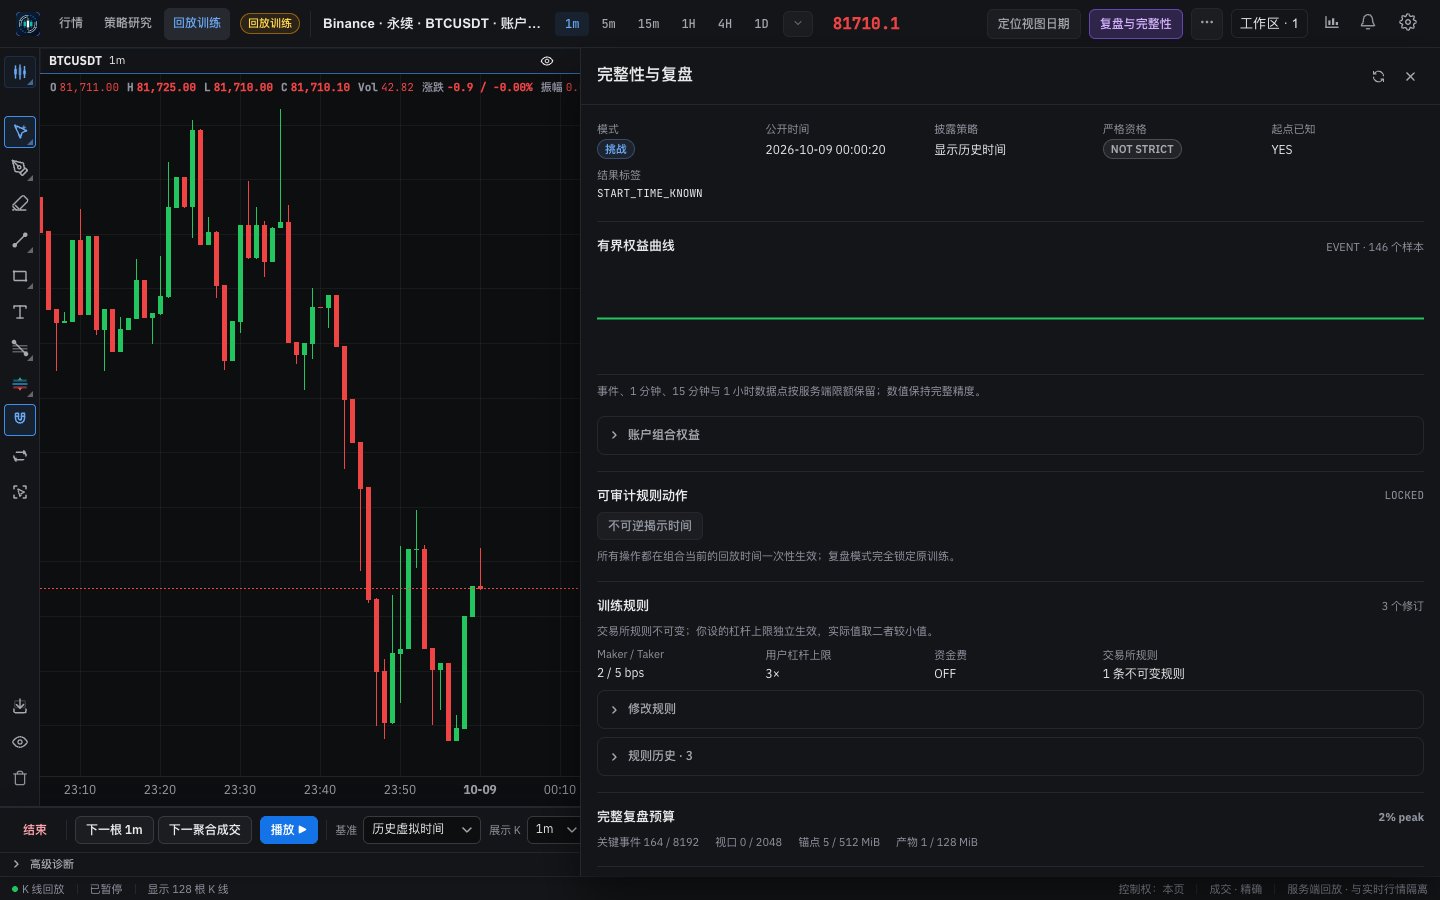 行情 策略研究 回放训练 回放训练 Binance · 永续 · BTCUSDT · 账户... 1m 5m 15m 1H 4H 1D 81710.1 定位视图日期 复盘与完整性 ... 工作区 · 1
BTCUSDT 1m
O 81,711.00 H 81,725.00 L 81,710.00 C 81,710.10 Vol 42.82 涨跌 -0.9 / -0.00% 振幅 0.
23:10 23:20 23:30 23:40 23:50 10-09 00:10
结束 下一根 1m 下一聚合成交 播放 基准 历史虚拟时间 展示 K 1m
高级诊断
完整性与复盘
模式 公开时间 披露策略 严格资格 起点已知
挑战 2026-10-09 00:00:20 显示历史时间 NOT STRICT YES
结果标签
START_TIME_KNOWN
有界权益曲线 EVENT · 146 个样本
事件、1 分钟、15 分钟与 1 小时数据点按服务端限额保留；数值保持完整精度。
账户组合权益
可审计规则动作 LOCKED
不可逆揭示时间
所有操作都在组合当前的回放时间一次性生效；复盘模式完全锁定原训练。
训练规则 3 个修订
交易所规则不可变；你设的杠杆上限独立生效，实际值取二者较小值。
Maker / Taker 用户杠杆上限 资金费 交易所规则
2 / 5 bps 3× OFF 1 条不可变规则
修改规则
规则历史 · 3
完整复盘预算 2% peak
关键事件 164 / 8192 视口 0 / 2048 锚点 5 / 512 MiB 产物 1 / 128 MiB
K 线回放 已暂停 显示 128 根 K 线 控制权：本页 成交 · 精确 服务端回放 · 与实时行情隔离